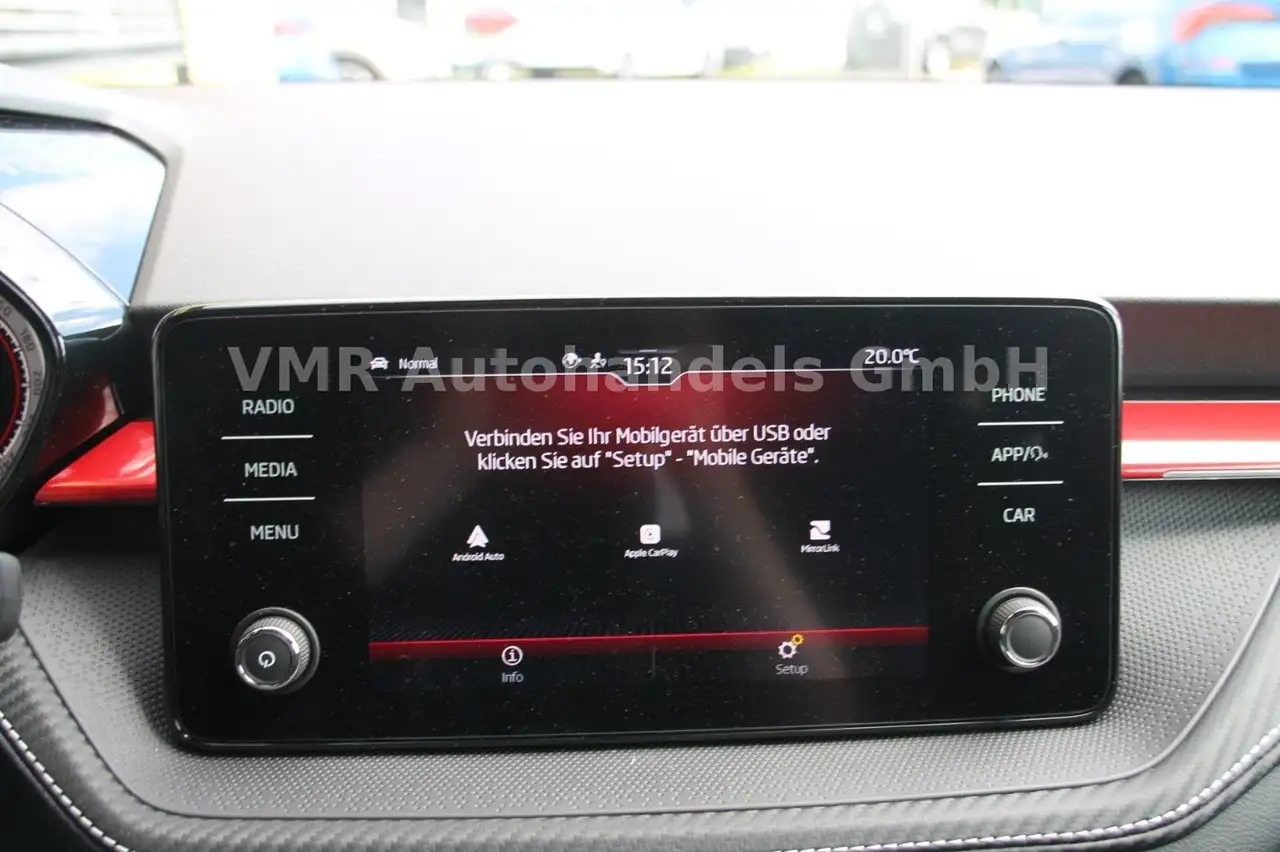 VMR Autohandels GmbH
Normal
15:12
20.0°C
RADIO
MEDIA
MENU
PHONE
APP/
CAR
Verbinden Sie Ihr Mobilgerät über USB oder
klicken Sie auf "Setup" - "Mobile Geräte".
Android Auto
Apple CarPlay
MirrorLink
Info
Setup